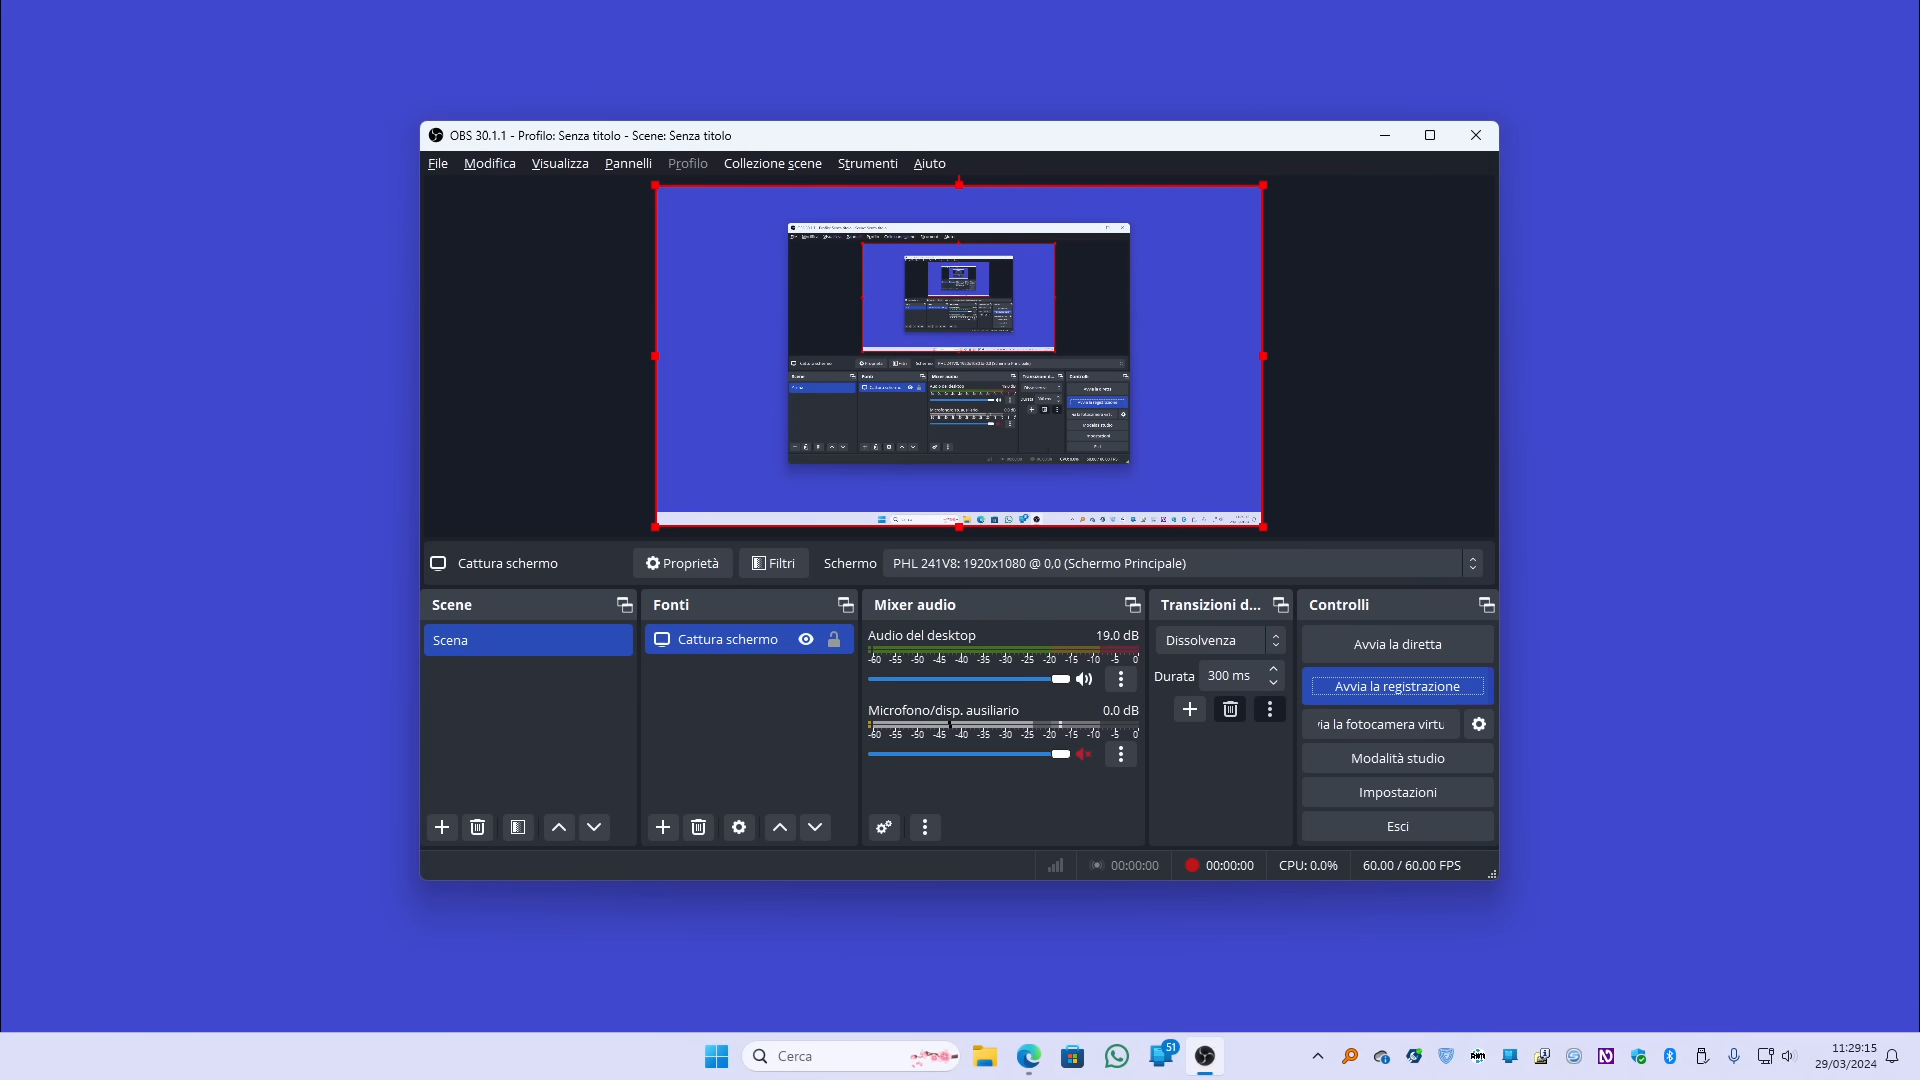 OBS 30.1.1 - Profilo: Senza titolo - Scene: Senza titolo
File Modifica Visualizza Pannelli Profilo Collezione scene Strumenti Aiuto
Cattura schermo Proprietà Filtri Schermo PHL 241V8: 1920x1080 @ 0,0 (Schermo Principale)
Scene
Scena
Fonti
Cattura schermo
Mixer audio
Audio del desktop 19.0 dB
-60 -55 -50 -45 -40 -35 -30 -25 -20 -15 -10 -5 0
Microfono/disp. ausiliario 0.0 dB
-60 -55 -50 -45 -40 -35 -30 -25 -20 -15 -10 -5 0
Transizioni d...
Dissolvenza
Durata 300 ms
Controlli
Avvia la diretta
Avvia la registrazione
via la fotocamera virtu
Modalità studio
Impostazioni
Esci
00:00:00 00:00:00 CPU: 0.0% 60.00 / 60.00 FPS
Cerca
51
11:29:15
29/03/2024